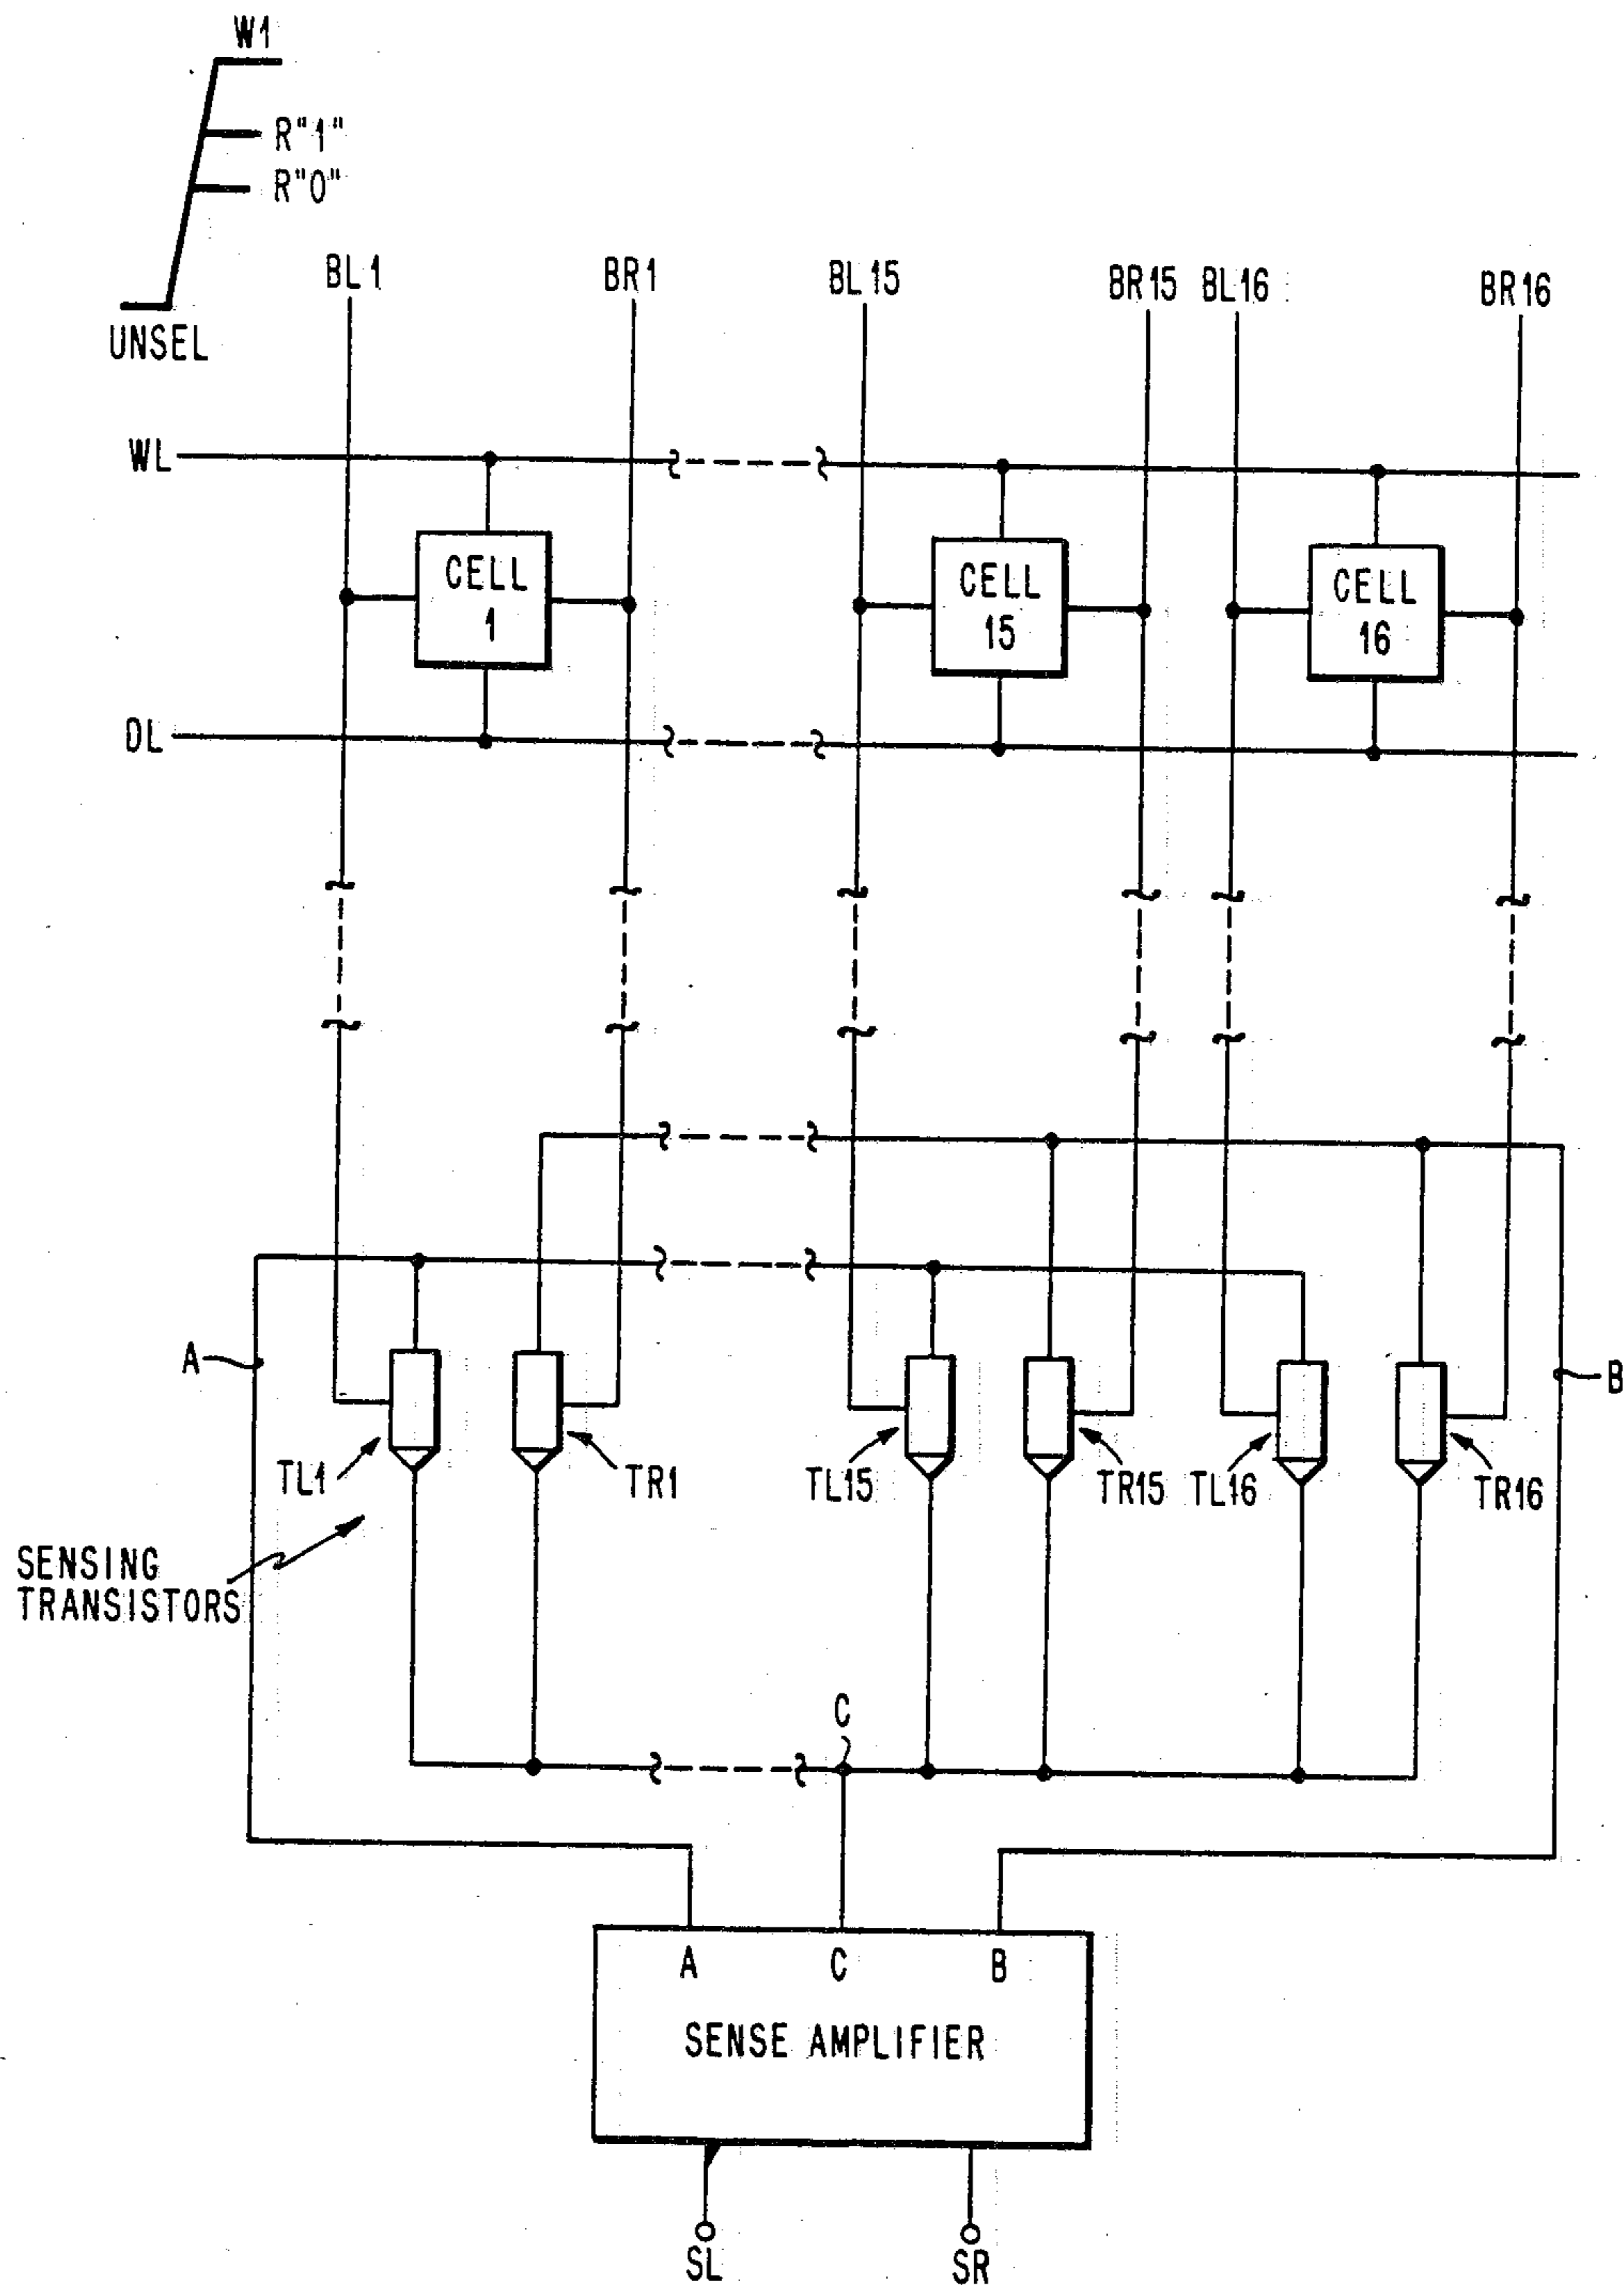 W1
R"1"
R"0"
UNSEL
BL1
BR1
BL15
BR15
BL16
BR16
WL
CELL
1
CELL
15
CELL
16
DL
A
B
TL1
TR1
TL15
TR15
TL16
TR16
SENSING
TRANSISTORS
C
A
C
B
SENSE AMPLIFIER
SL
SR